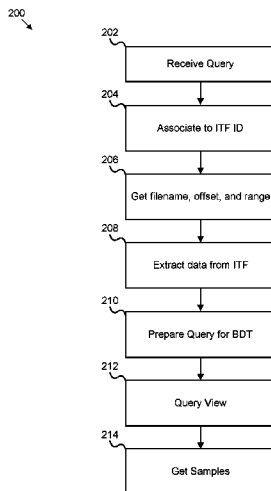 200
202
Receive Query
204
Associate to ITF ID
206
Get filename, offset, and range
208
Extract data from ITF
210
Prepare Query for BDT
212
Query View
214
Get Samples